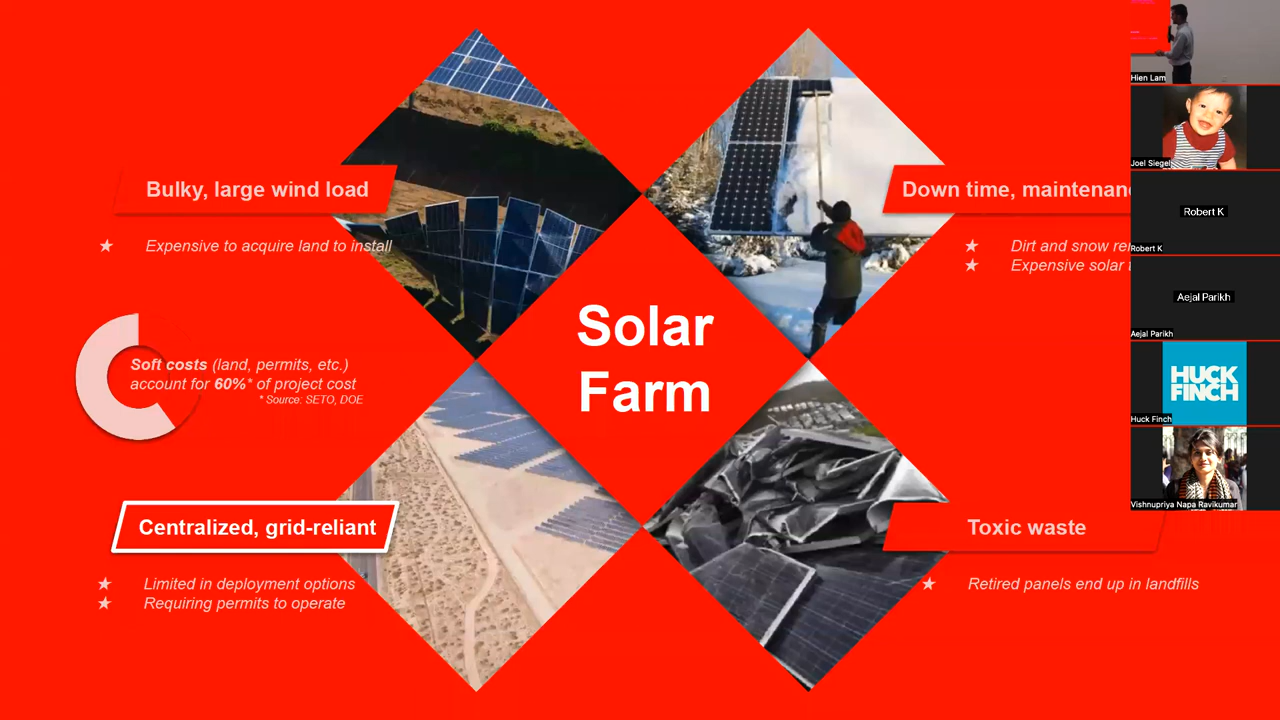 Bulky, large wind load
Expensive to acquire land to install
Soft costs (land, permits, etc.)
account for 60%* of project cost
* Source: SETO, DOE
Centralized, grid-reliant
Limited in deployment options
Requiring permits to operate
Solar
Farm
Down time,
Dirt and snow
Expensive solar
Toxic waste
Retired panels end up in landfills
Hien Lam
Joel Siegel
Robert K
Robert K
Aejal Parikh
Aejal Parikh
HUCK
FINCH
Huck Finch
Vishnupriya Napa Ravikumar